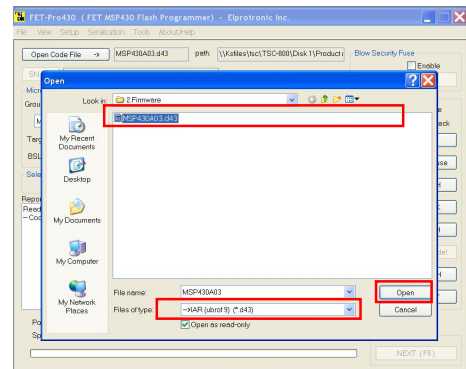 FET-Pro430 ( FET MSP430 Flash Programmer) - Elprotronic Inc.
File View Setup Serialization Tools About/Help
Open Code File -> MSP430A03.d43 path: \\Ksfiles\tsc\TSC-800\Disk 1\Product i Blow Security Fuse
Enable
Open
Look in: 2 Firmware
MSP430A03.d43
My Recent Documents
Desktop
My Documents
My Computer
My Network Places
File name: MSP430A03 Open
Files of type: ->IAR (ubrof 9) (*.d43) Cancel
Open as read-only
NEXT (F5)